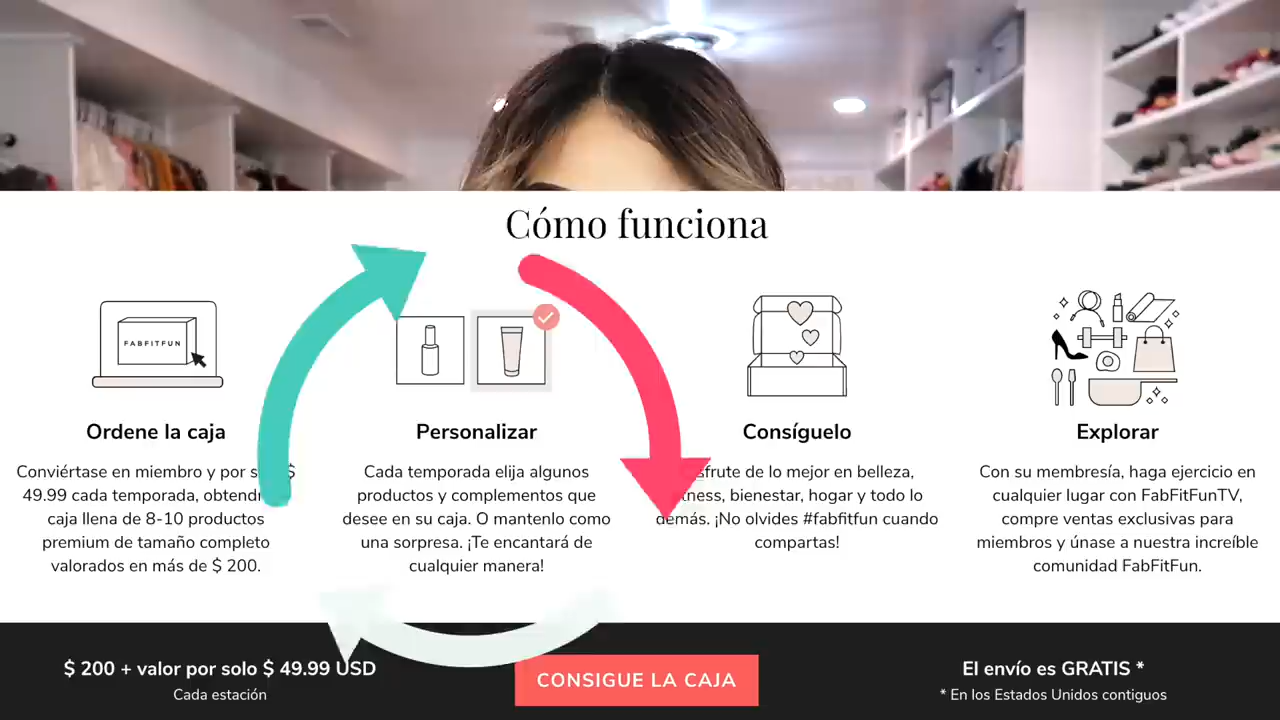 Cómo funciona
FABFITFUN
Ordene la caja
Conviértase en miembro y por $
49.99 cada temporada,
caja llena de 8-10 productos
premium de tamaño completo
valorados en más de $ 200.
Personalizar
Cada temporada elija algunos
productos y complementos que
desee en su caja. O mantenlo como
una sorpresa. ¡Te encantará de
cualquier manera!
Consíguelo
de lo mejor en belleza,
bienestar, hogar y todo lo
demás. ¡No olvides #fabfitfun cuando
compartas!
Explorar
Con su membresía, haga ejercicio en
cualquier lugar con FabFitFunTV,
compre ventas exclusivas para
miembros y únase a nuestra increíble
comunidad FabFitFun.
$ 200 + valor por solo $ 49.99 USD
Cada estación
CONSIGUE LA CAJA
El envío es GRATIS *
* En los Estados Unidos contiguos